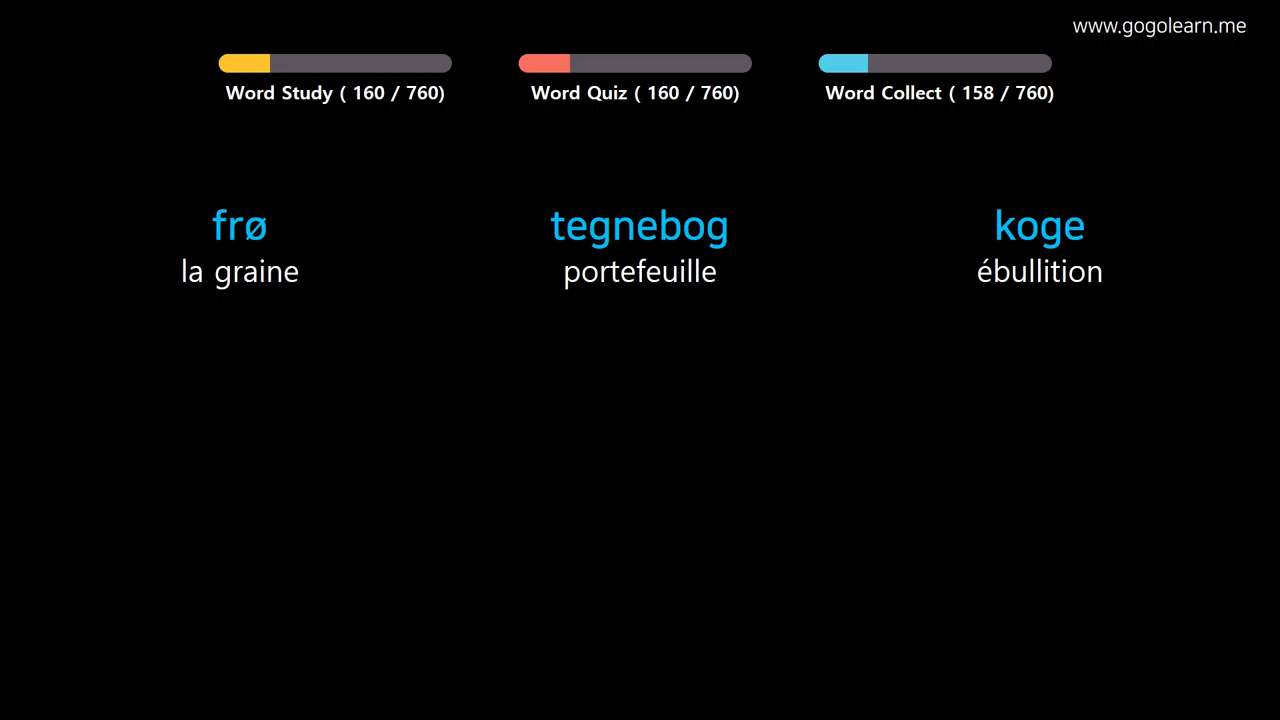 www.gogolearn.me
Word Study ( 160 / 760)
Word Quiz ( 160 / 760)
Word Collect ( 158 / 760)
frø
la graine
tegnebog
portefeuille
koge
ébullition